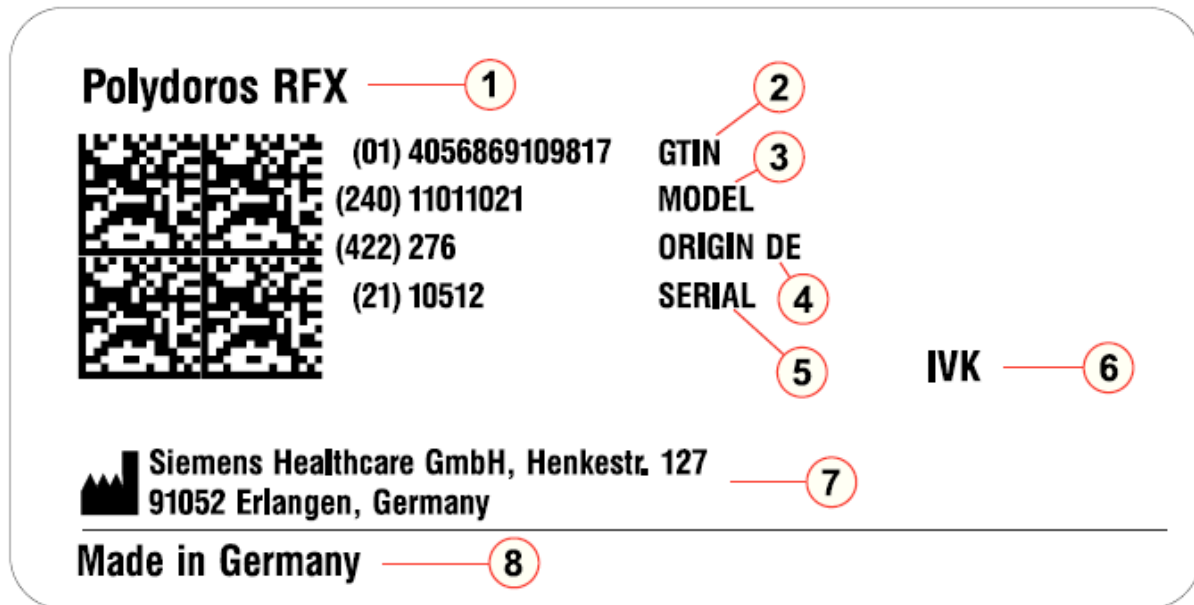 Polydoros RFX 1
2
(01) 4056869109817 GTIN
3
(240) 11011021 MODEL
(422) 276 ORIGIN DE
4
(21) 10512 SERIAL
5
IVK 6
Siemens Healthcare GmbH, Henkestr. 127
91052 Erlangen, Germany
7
Made in Germany 8